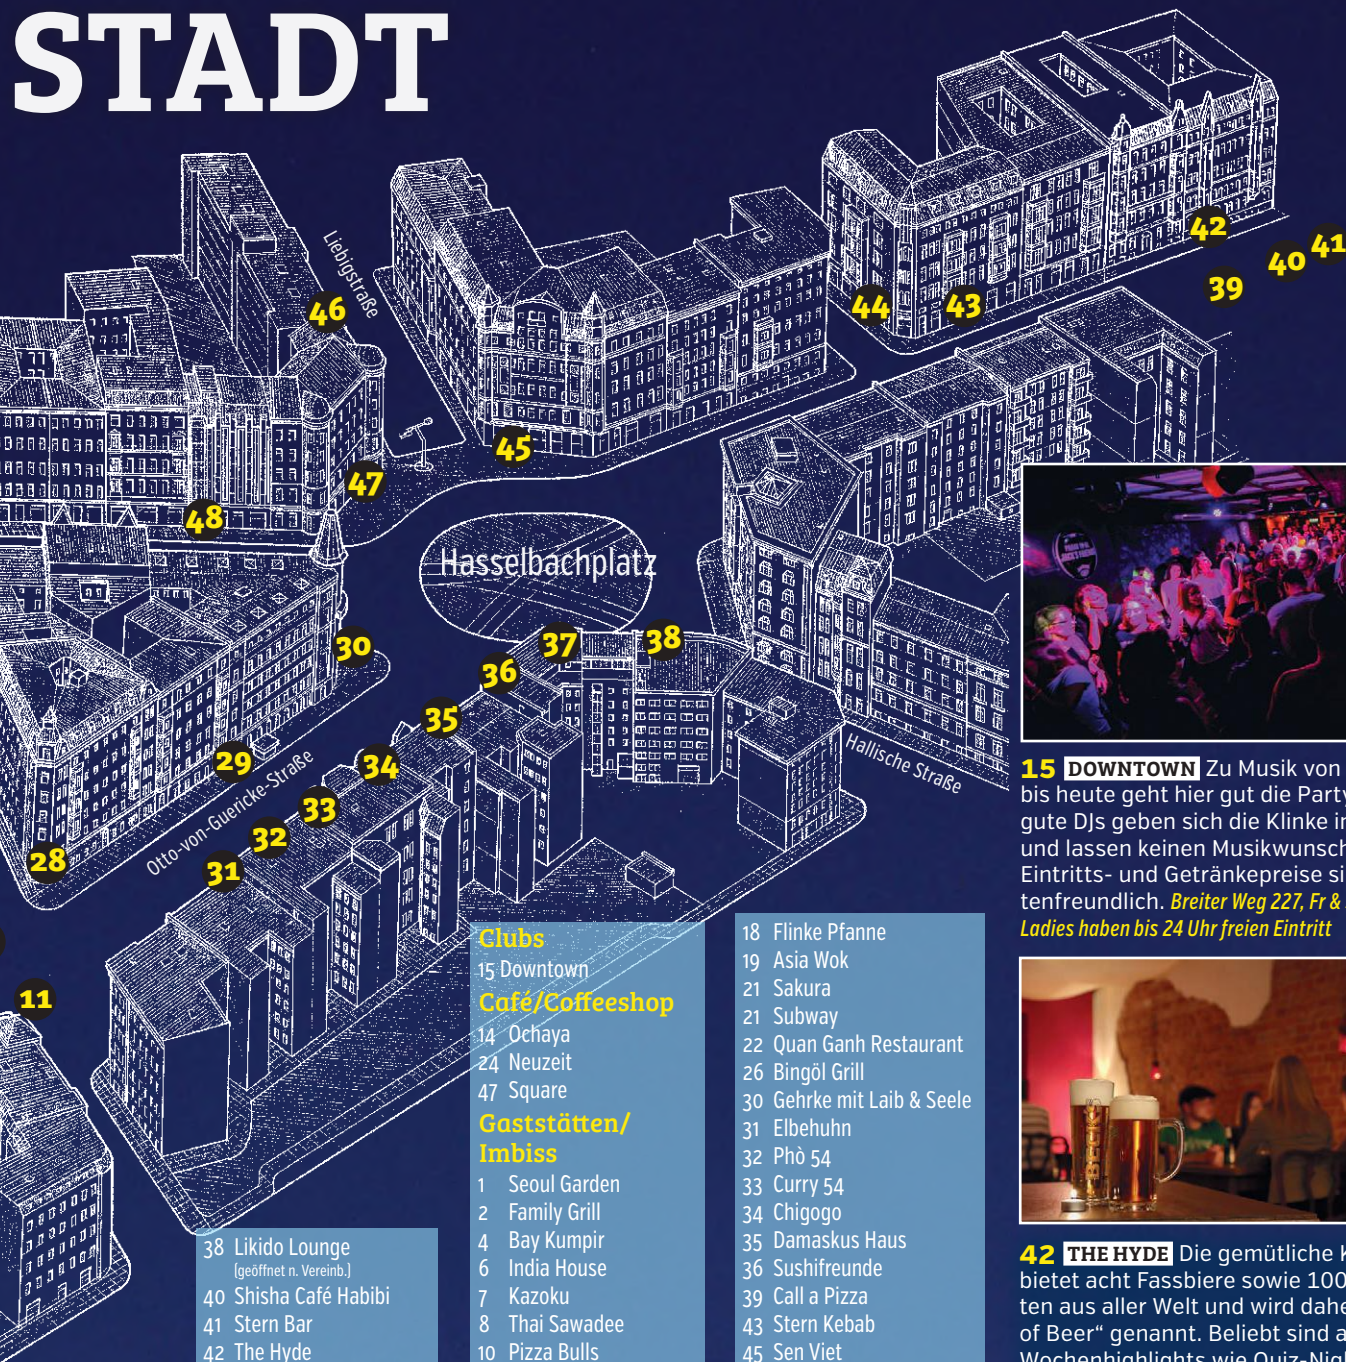 STADT
Liebigstraße
46
42
41
40
39
44
43
45
47
48
Hasselbachplatz
30
37
38
36
35
29
34
Hallische Straße
Otto-von-Guericke-Straße
33
32
28
31
11
15 DOWNTOWN Zu Musik von
bis heute geht hier gut die Party
gute DJs geben sich die Klinke in
und lassen keinen Musikwunsch
Eintritts- und Getränkepreise si
tenfreundlich. Breiter Weg 227, Fr &
Ladies haben bis 24 Uhr freien Eintritt
38 Likido Lounge
(geöffnet n. Vereinb.)
40 Shisha Café Habibi
41 Stern Bar
42 The Hyde
Clubs
15 Downtown
Café/Coffeeshop
14 Ochaya
24 Neuzeit
47 Square
Gaststätten/
Imbiss
1 Seoul Garden
2 Family Grill
4 Bay Kumpir
6 India House
7 Kazoku
8 Thai Sawadee
10 Pizza Bulls
18 Flinke Pfanne
19 Asia Wok
21 Sakura
21 Subway
22 Quan Ganh Restaurant
26 Bingöl Grill
30 Gehrke mit Laib & Seele
31 Elbehuhn
32 Phò 54
33 Curry 54
34 Chigogo
35 Damaskus Haus
36 Sushifreunde
39 Call a Pizza
43 Stern Kebab
45 Sen Viet
42 THE HYDE Die gemütliche K
bietet acht Fassbiere sowie 100
ten aus aller Welt und wird dahe
of Beer“ genannt. Beliebt sind a
Wochenhighlights wie Quiz-Nigh